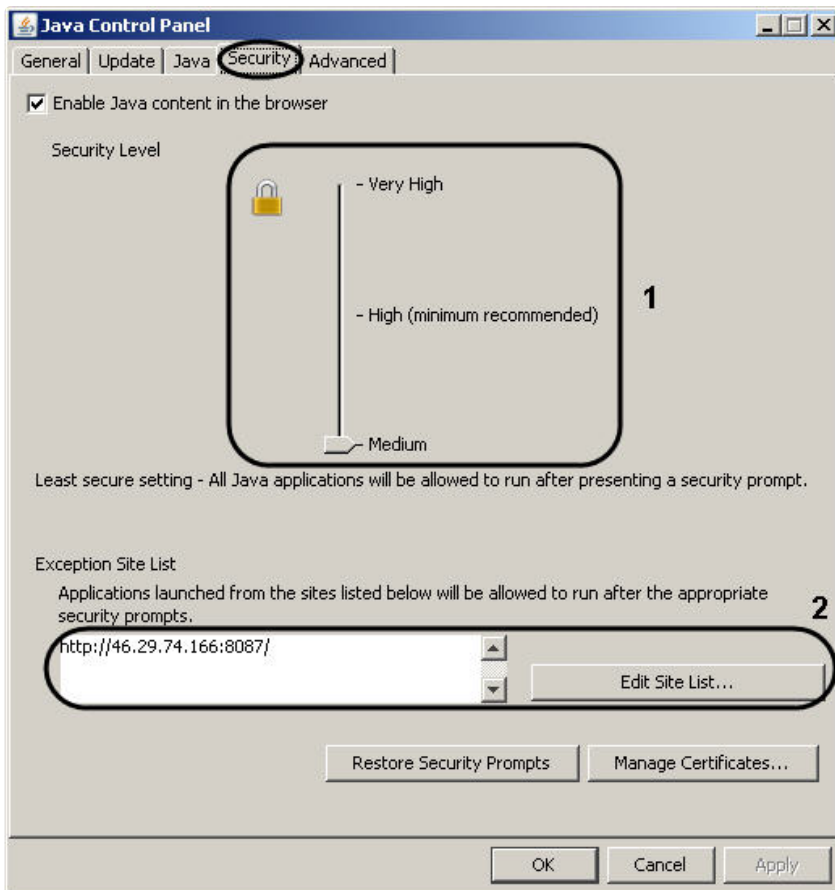 Java Control Panel
General Update Java Security Advanced
Enable Java content in the browser
Security Level
- Very High
- High (minimum recommended)
1
- Medium
Least secure setting - All Java applications will be allowed to run after presenting a security prompt.
Exception Site List
Applications launched from the sites listed below will be allowed to run after the appropriate
security prompts.
2
http://46.29.74.166:8087/
Edit Site List...
Restore Security Prompts Manage Certificates...
OK Cancel Apply